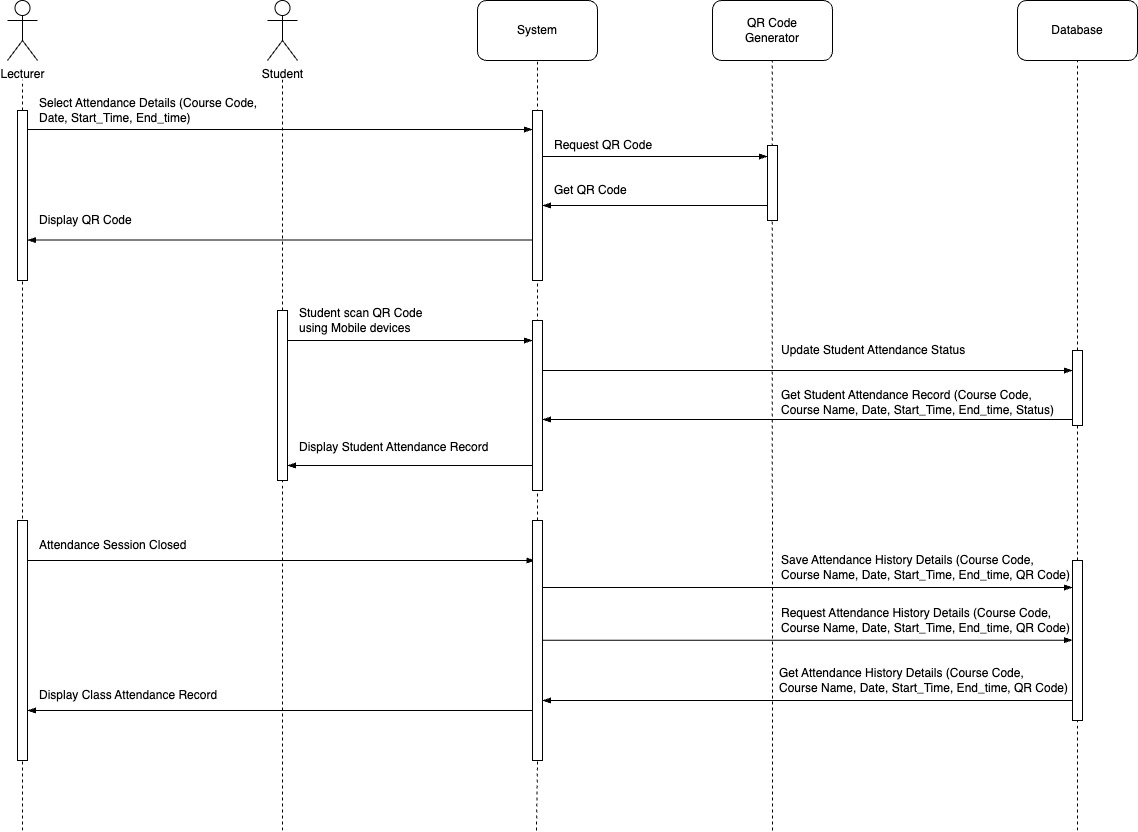 Lecturer
Student
System
QR Code
Generator
Database
Select Attendance Details (Course Code,
Date, Start_Time, End_time)
Request QR Code
Get QR Code
Display QR Code
Student scan QR Code
using Mobile devices
Update Student Attendance Status
Get Student Attendance Record (Course Code,
Course Name, Date, Start_Time, End_time, Status)
Display Student Attendance Record
Attendance Session Closed
Save Attendance History Details (Course Code,
Course Name, Date, Start_Time, End_time, QR Code)
Request Attendance History Details (Course Code,
Course Name, Date, Start_Time, End_time, QR Code)
Get Attendance History Details (Course Code,
Course Name, Date, Start_Time, End_time, QR Code)
Display Class Attendance Record